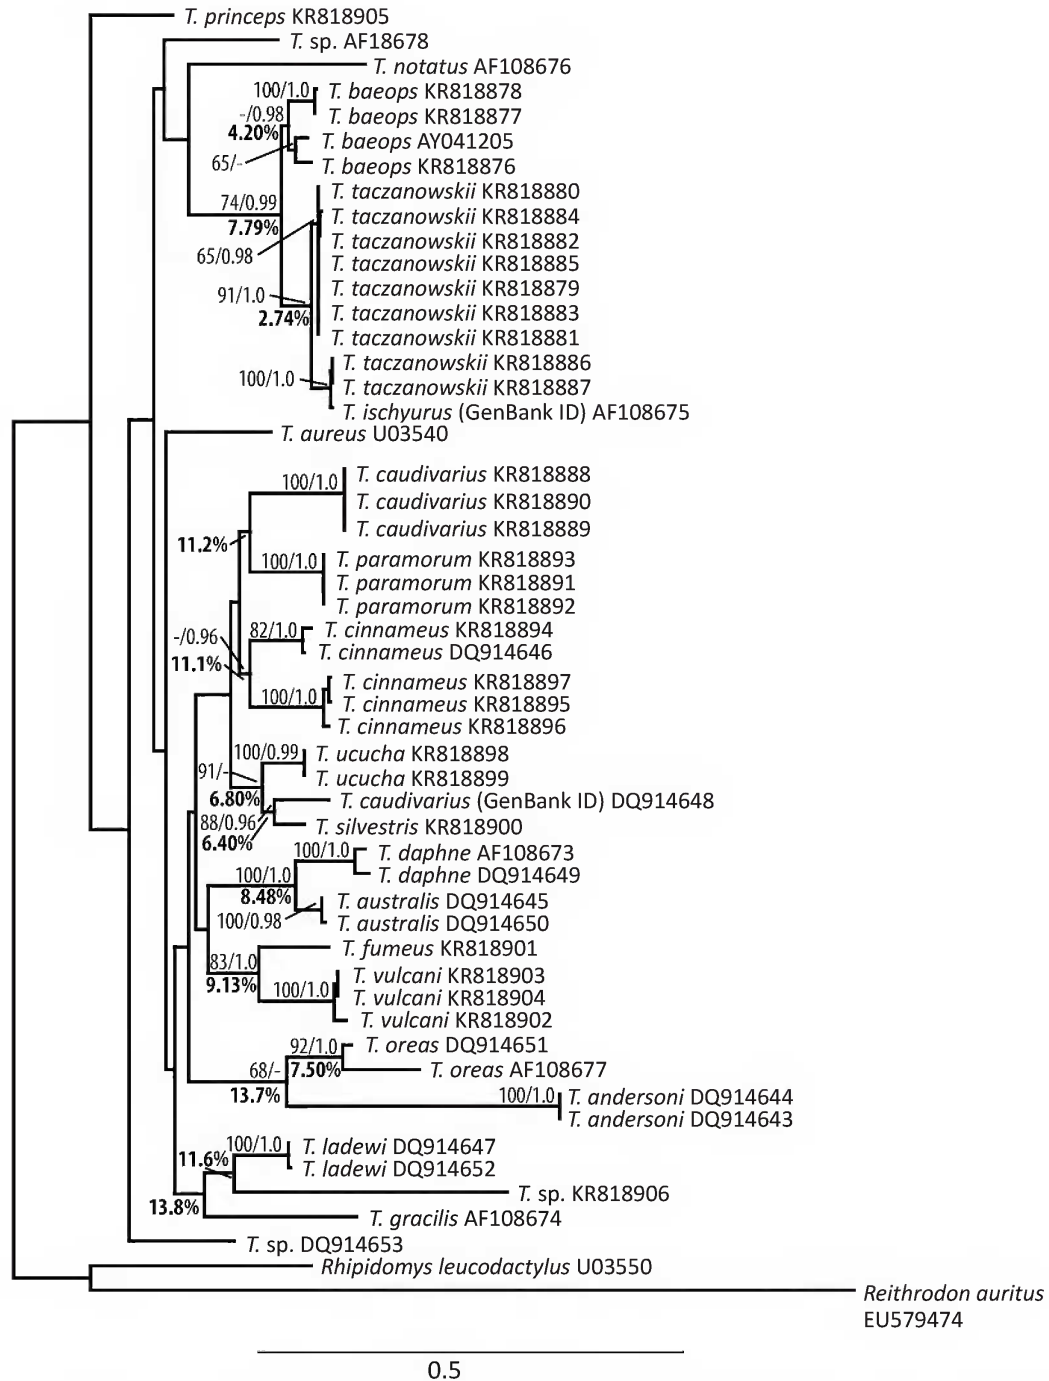 T. princeps KR818905
T. sp. AF18678
T. notatus AF108676
100/1.0
T. baeops KR818878
-/0.98
T. baeops KR818877
4.20%
T. baeops AY041205
65/-
T. baeops KR818876
T. taczanowskii KR818880
74/0.99
T. taczanowskii KR818884
7.79%
T. taczanowskii KR818882
65/0.98
T. taczanowskii KR818885
T. taczanowskii KR818879
91/1.0
T. taczanowskii KR818883
2.74%
T. taczanowskii KR818881
T. taczanowskii KR818886
100/1.0
T. taczanowskii KR818887
T. ischyurus (GenBank ID) AF108675
T. aureus U03540
T. caudivarius KR818888
100/1.0
T. caudivarius KR818890
T. caudivarius KR818889
11.2%
T. paramorum KR818893
100/1.0
T. paramorum KR818891
T. paramorum KR818892
T. cinnameus KR818894
82/1.0
-/0.96
T. cinnameus DQ914646
11.1%
T. cinnameus KR818897
100/1.0
T. cinnameus KR818895
T. cinnameus KR818896
100/0.99
T. ucucha KR818898
91/-
T. ucucha KR818899
6.80%
T. caudivarius (GenBank ID) DQ914648
88/0.96
T. silvestris KR818900
6.40%
100/1.0
T. daphne AF108673
100/1.0
T. daphne DQ914649
8.48%
T. australis DQ914645
100/0.98
T. australis DQ914650
T. fumeus KR818901
83/1.0
T. vulcani KR818903
9.13%
100/1.0
T. vulcani KR818904
T. vulcani KR818902
92/1.0
T. oreas DQ914651
68/-
7.50%
T. oreas AF108677
13.7%
100/1.0
T. andersoni DQ914644
T. andersoni DQ914643
100/1.0
T. ladewi DQ914647
11.6%
T. ladewi DQ914652
T. sp. KR818906
13.8%
T. gracilis AF108674
T. sp. DQ914653
Rhipidomys leucodactylus U03550
Reithrodon auritus
EU579474
0.5